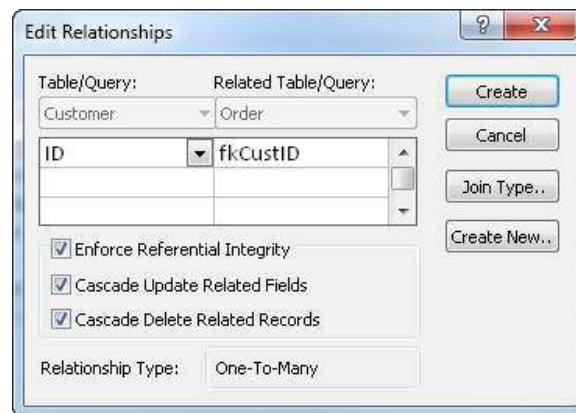 Edit Relationships
?
X
Table/Query: Related Table/Query:
Create
Customer Order
Cancel
ID fkCustID
Join Type..
Create New..
Enforce Referential Integrity
Cascade Update Related Fields
Cascade Delete Related Records
Relationship Type: One-To-Many